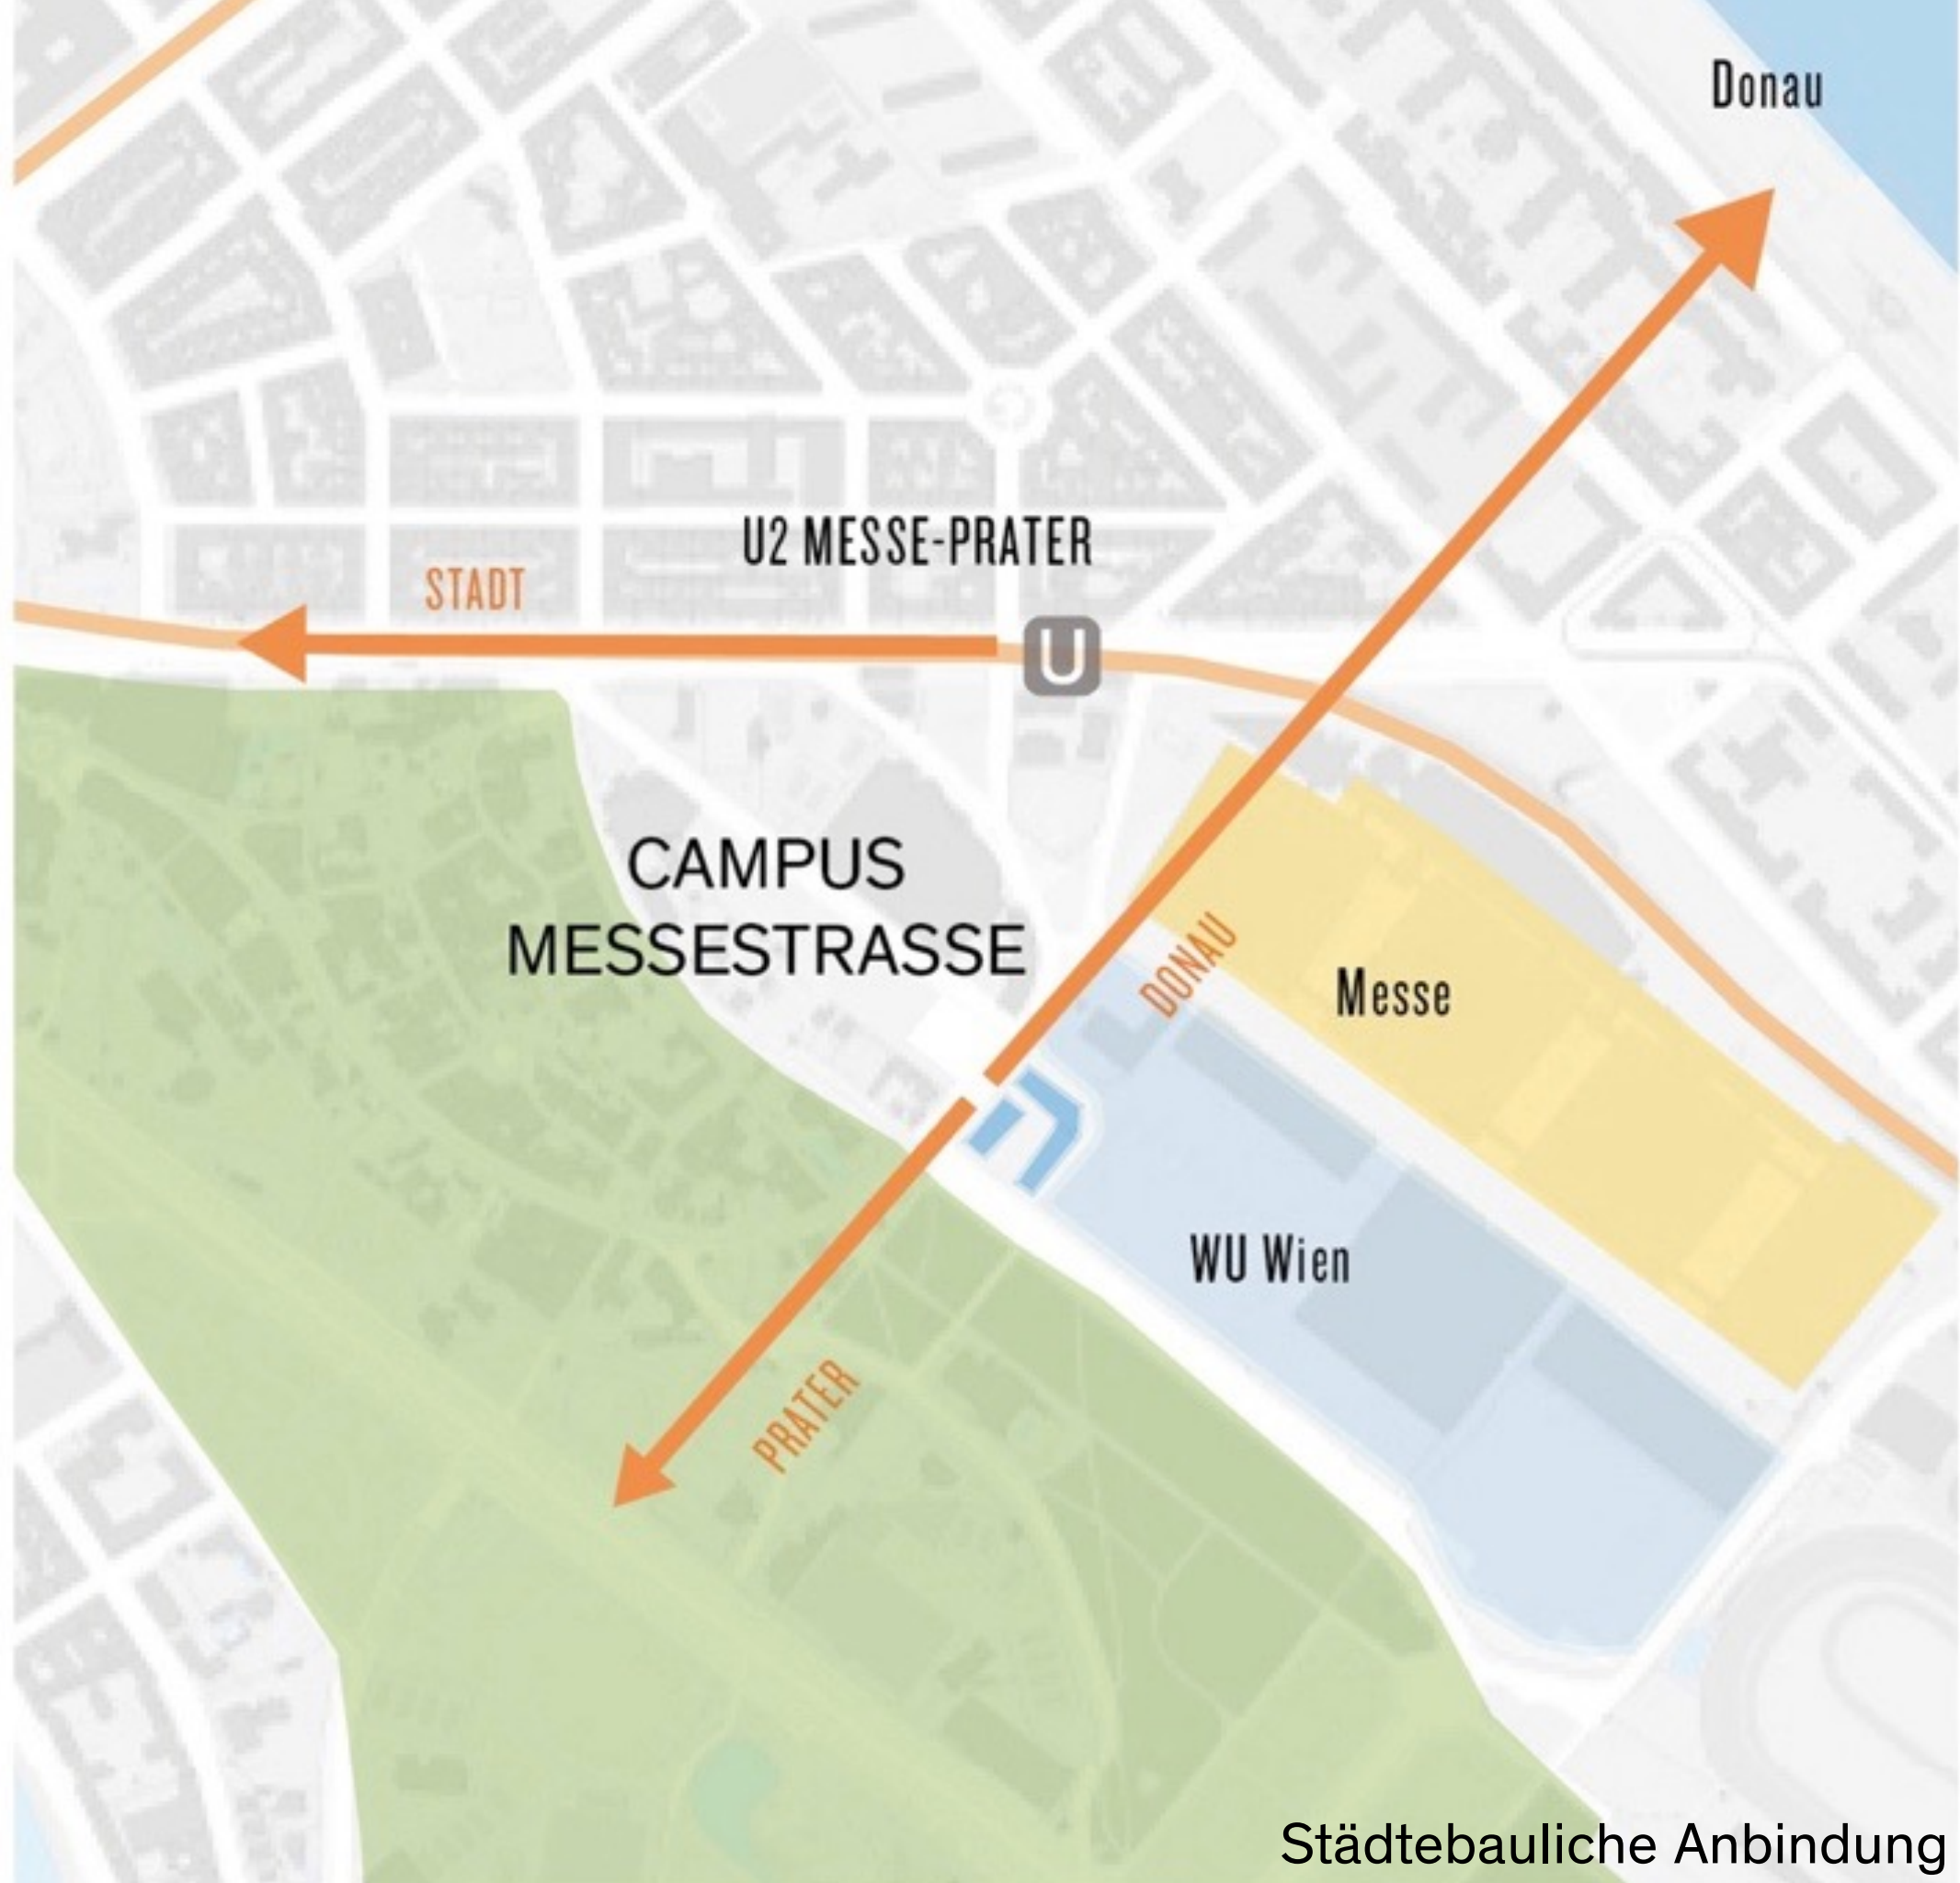 Donau
U2 MESSE-PRATER
STADT
U
CAMPUS
MESSESTRASSE
DONAU
Messe
WU Wien
PRATER
Städtebauliche Anbindung